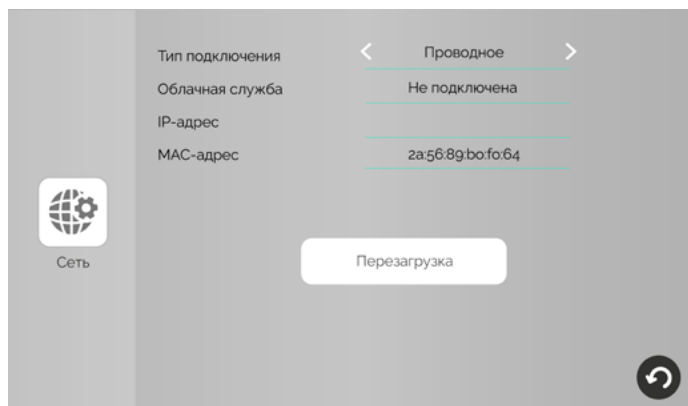 Тип подключения
Проводное
Облачная служба
Не подключена
IP-адрес
MAC-адрес
2a:56:89:b0:f0:64
Сеть
Перезагрузка